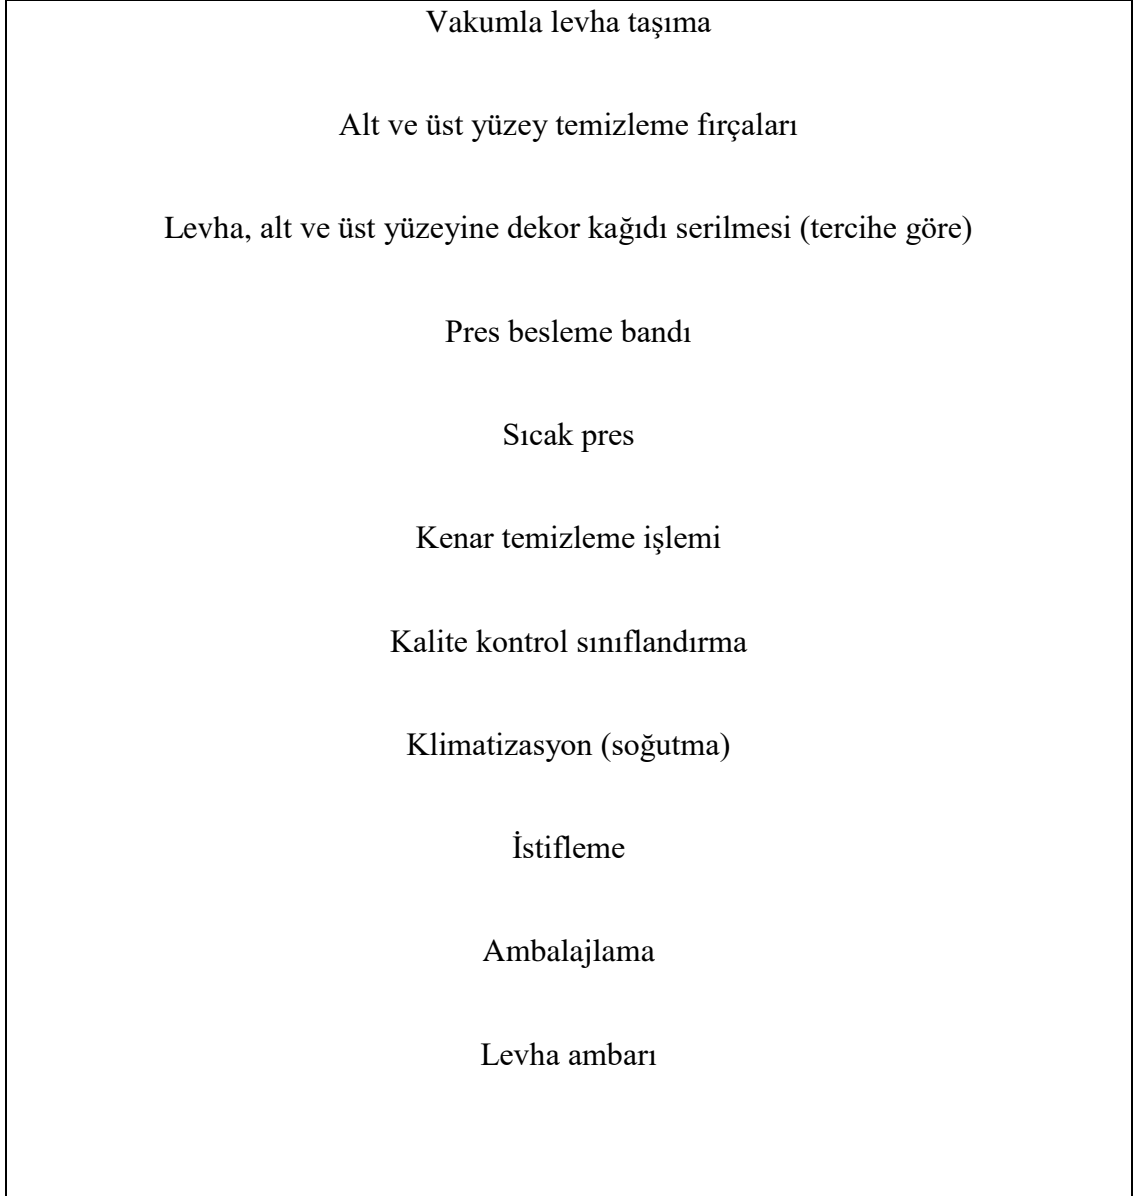 Vakumla levha taşıma
Alt ve üst yüzey temizleme fırçaları
Levha, alt ve üst yüzeyine dekor kağıdı serilmesi (tercihe göre)
Pres besleme bandı
Sıcak pres
Kenar temizleme işlemi
Kalite kontrol sınıflandırma
Klimatizasyon (soğutma)
İstifleme
Ambalajlama
Levha ambarı